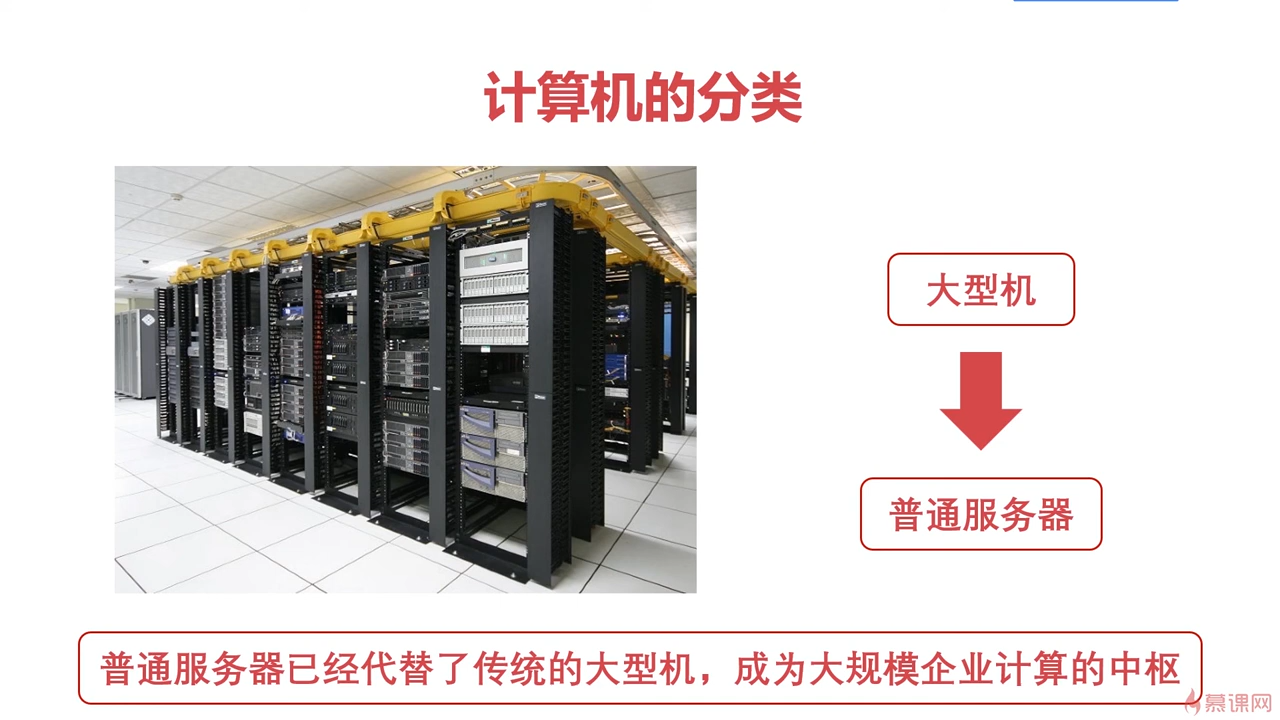 计算机的分类
大型机
普通服务器
普通服务器已经代替了传统的大型机，成为大规模企业计算的中枢
慕课网